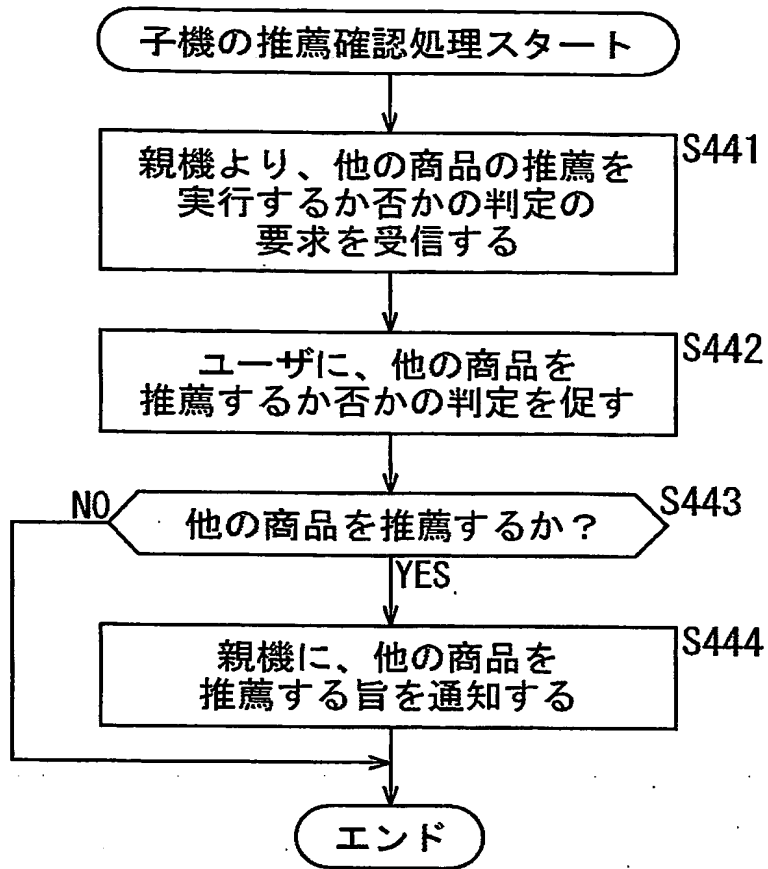 子機の推薦確認処理スタート
S441
親機より、他の商品の推薦を
実行するか否かの判定の
要求を受信する
S442
ユーザに、他の商品を
推薦するか否かの判定を促す
S443
NO
他の商品を推薦するか？
YES
S444
親機に、他の商品を
推薦する旨を通知する
エンド